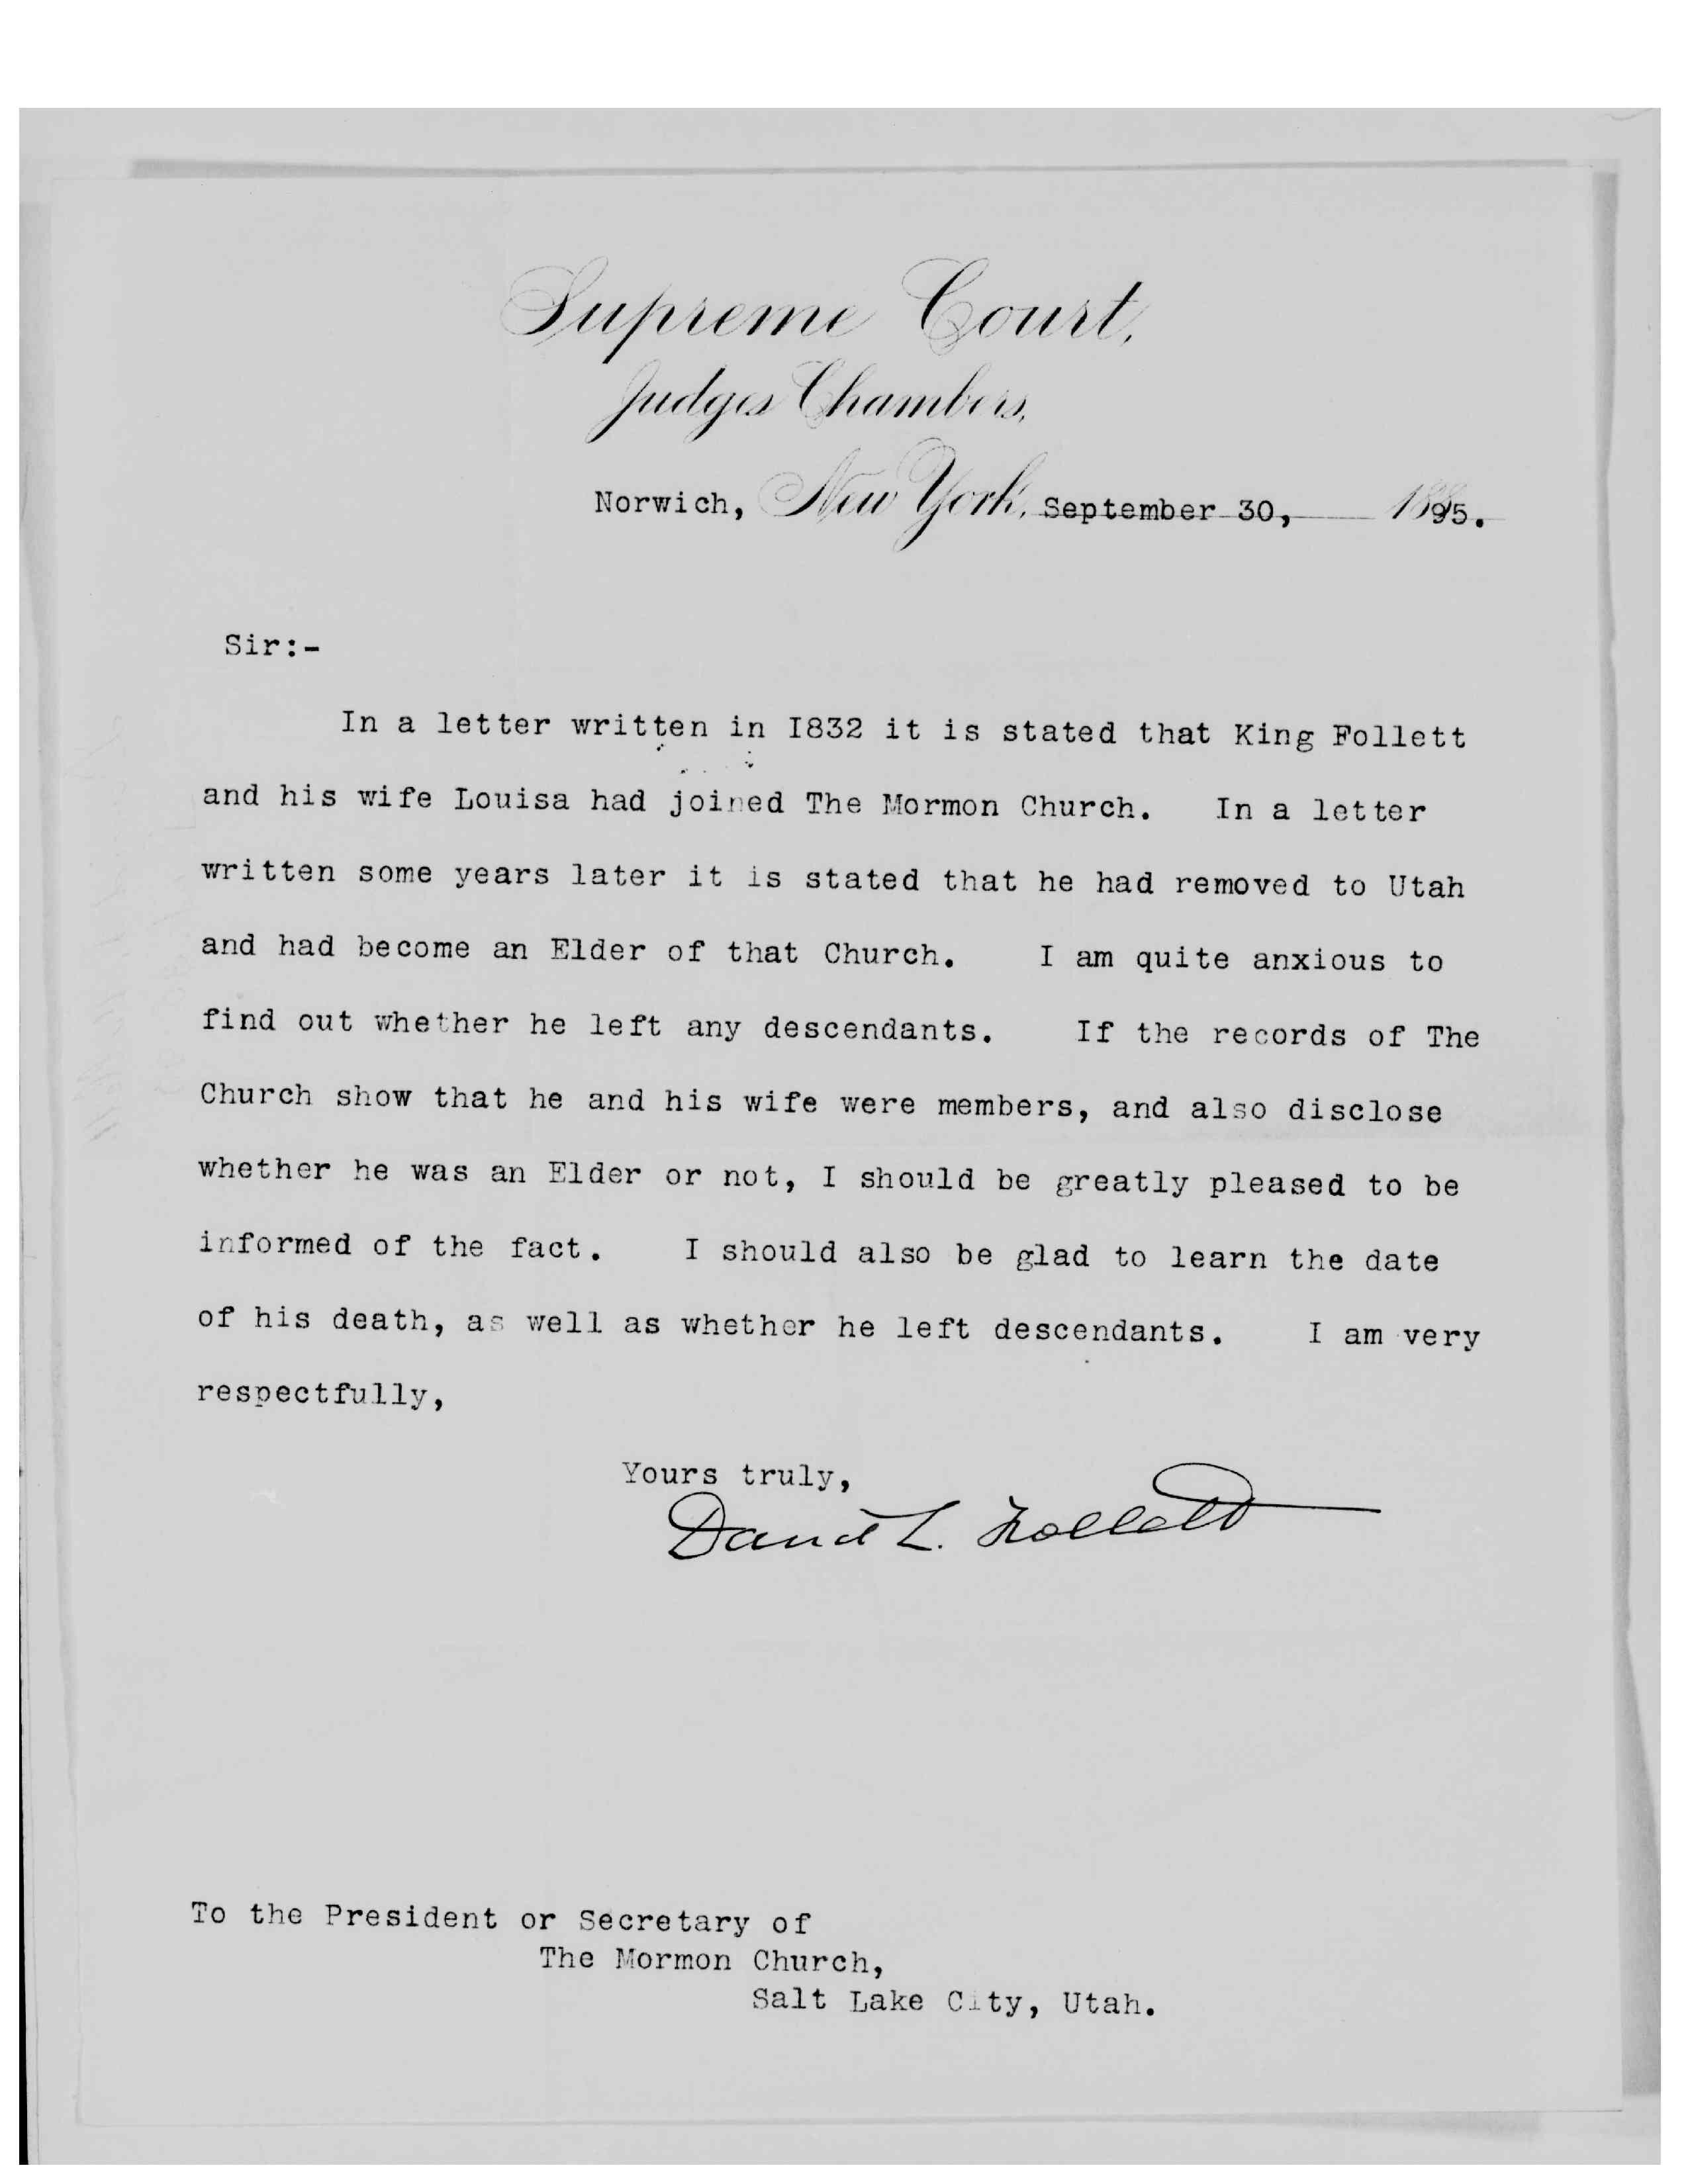 Supreme Court,
Judges Chambers,
Norwich, New York, September 30, 1895.
Sir:-
In a letter written in 1832 it is stated that King Follett
and his wife Louisa had joined The Mormon Church. In a letter
written some years later it is stated that he had removed to Utah
and had become an Elder of that Church. I am quite anxious to
find out whether he left any descendants. If the records of The
Church show that he and his wife were members, and also disclose
whether he was an Elder or not, I should be greatly pleased to be
informed of the fact. I should also be glad to learn the date
of his death, as well as whether he left descendants. I am very
respectfully,
Yours truly,
David L. Follett
To the President or Secretary of
The Mormon Church,
Salt Lake City, Utah.